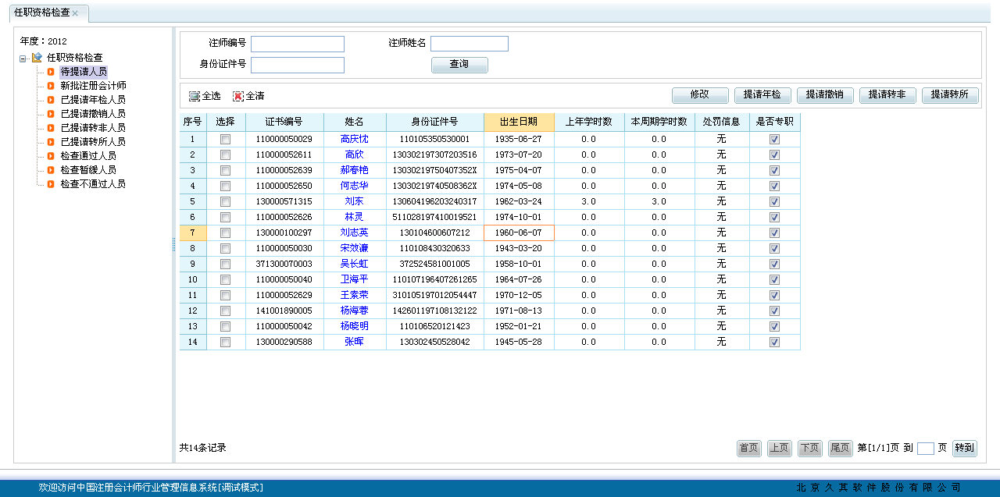 任职资格检查
年度：2012
任职资格检查
待提请人员
新批注册会计师
已提请年检人员
已提请撤销人员
已提请转非人员
已提请转所人员
检查通过人员
检查暂缓人员
检查不通过人员
注师编号 注师姓名
身份证件号 查询
全选 全清 修改 提请年检 提请撤销 提请转非 提请转所
序号 选择 证书编号 姓名 身份证件号 出生日期 上年学时数 本周期学时数 处罚信息 是否专职
1 110000050029 高庆忱 110105350530001 1935-06-27 0.0 0.0 无
2 110000052611 高欣 130302197307203516 1973-07-20 0.0 0.0 无
3 110000052639 郝春艳 13030219750407352X 1975-04-07 0.0 0.0 无
4 110000052650 何志华 13030219740508362X 1974-05-08 0.0 0.0 无
5 130000571315 刘东 130604196203240317 1962-03-24 3.0 3.0 无
6 110000052626 林灵 511028197410019521 1974-10-01 0.0 0.0 无
7 130000100297 刘志英 130104600607212 1960-06-07 0.0 0.0 无
8 110000050030 宋效谦 110108430320633 1943-03-20 0.0 0.0 无
9 371300070003 吴长虹 372524581001005 1958-10-01 0.0 0.0 无
10 110000050040 卫海平 110107196407261265 1964-07-26 0.0 0.0 无
11 110000052629 王素荣 310105197012054447 1970-12-05 0.0 0.0 无
12 141001890005 杨海蓉 142601197108132122 1971-08-13 0.0 0.0 无
13 110000050042 杨晓明 110106520121423 1952-01-21 0.0 0.0 无
14 130000290588 张晖 130302450528042 1945-05-28 0.0 0.0 无
共14条记录 首页 上页 下页 尾页 第[1/1]页 到 页 转到
欢迎访问中国注册会计师行业管理信息系统[调试模式] 北京久其软件股份有限公司